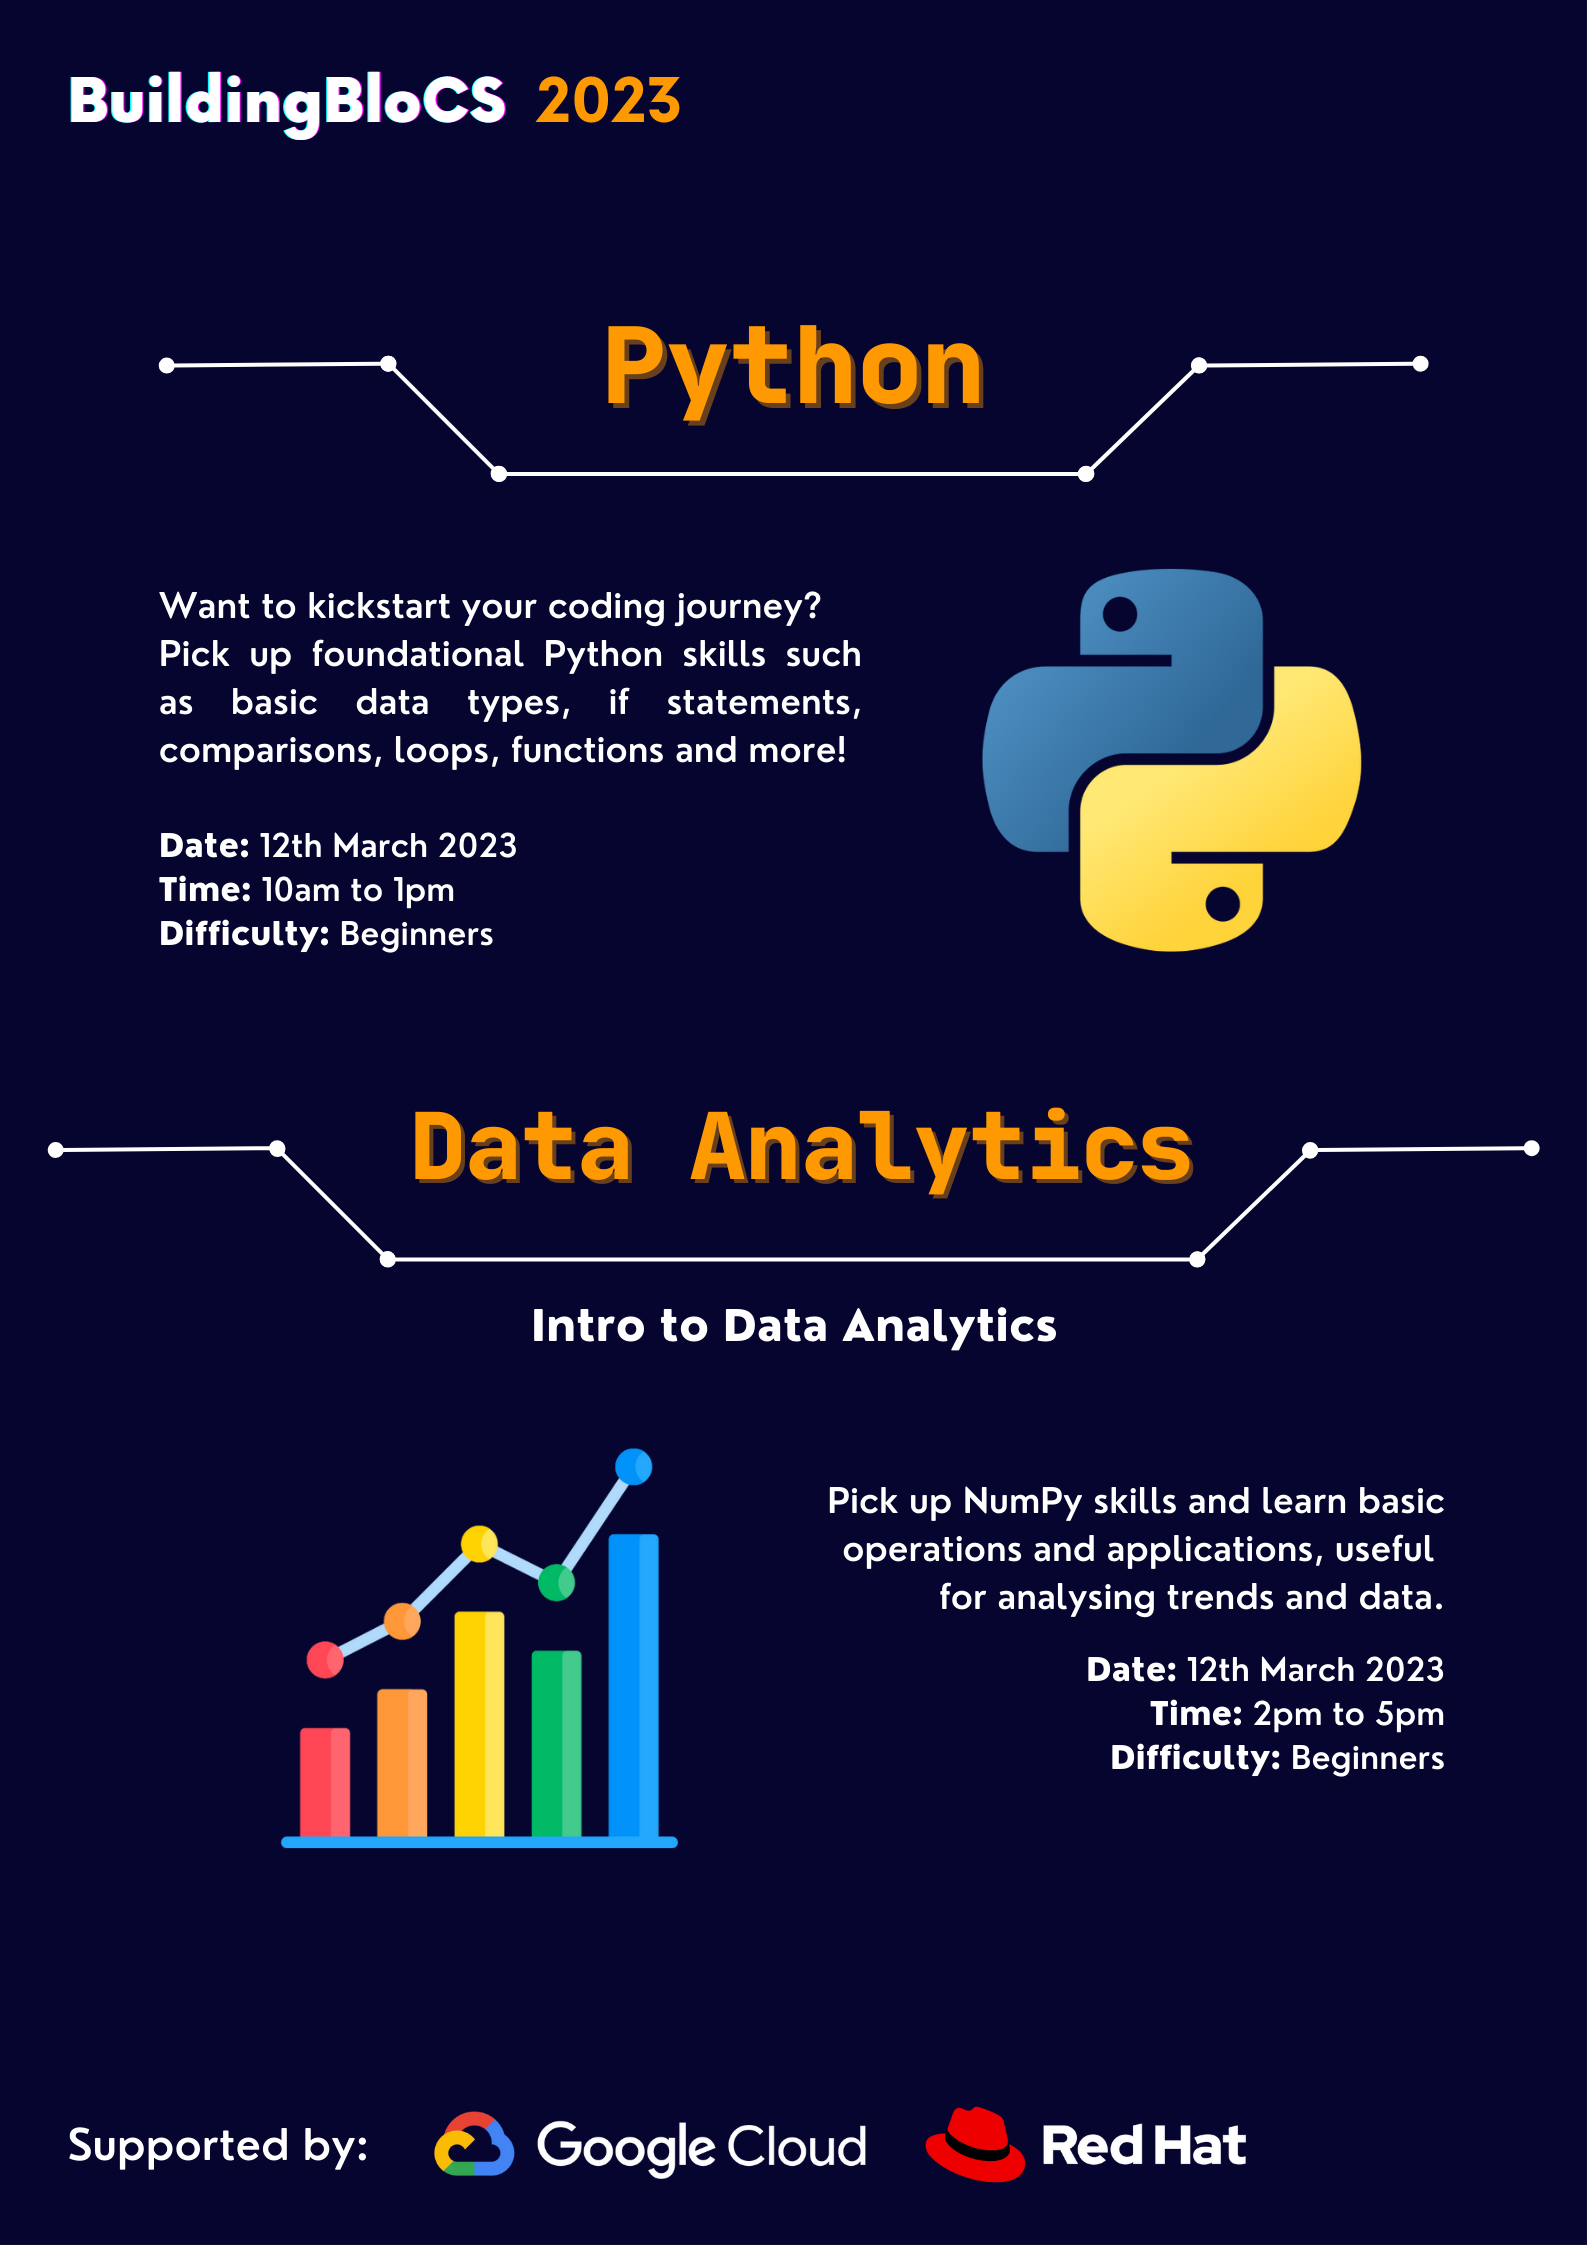 BuildingBloCS 2023
Python
Want to kickstart your coding journey?
Pick up foundational Python skills such
as basic data types, if statements,
comparisons, loops, functions and more!
Date: 12th March 2023
Time: 10am to 1pm
Difficulty: Beginners
Data Analytics
Intro to Data Analytics
Pick up NumPy skills and learn basic
operations and applications, useful
for analysing trends and data.
Date: 12th March 2023
Time: 2pm to 5pm
Difficulty: Beginners
Supported by: Google Cloud Red Hat